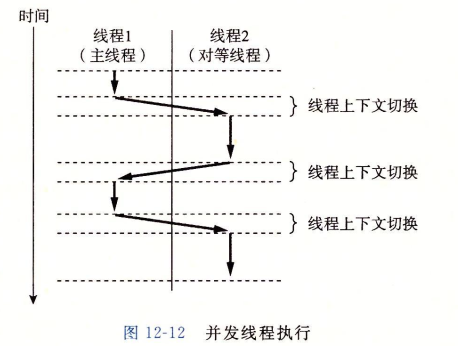 时间
线程1
（主线程）
线程2
（对等线程）
线程上下文切换
线程上下文切换
线程上下文切换
图 12-12 并发线程执行